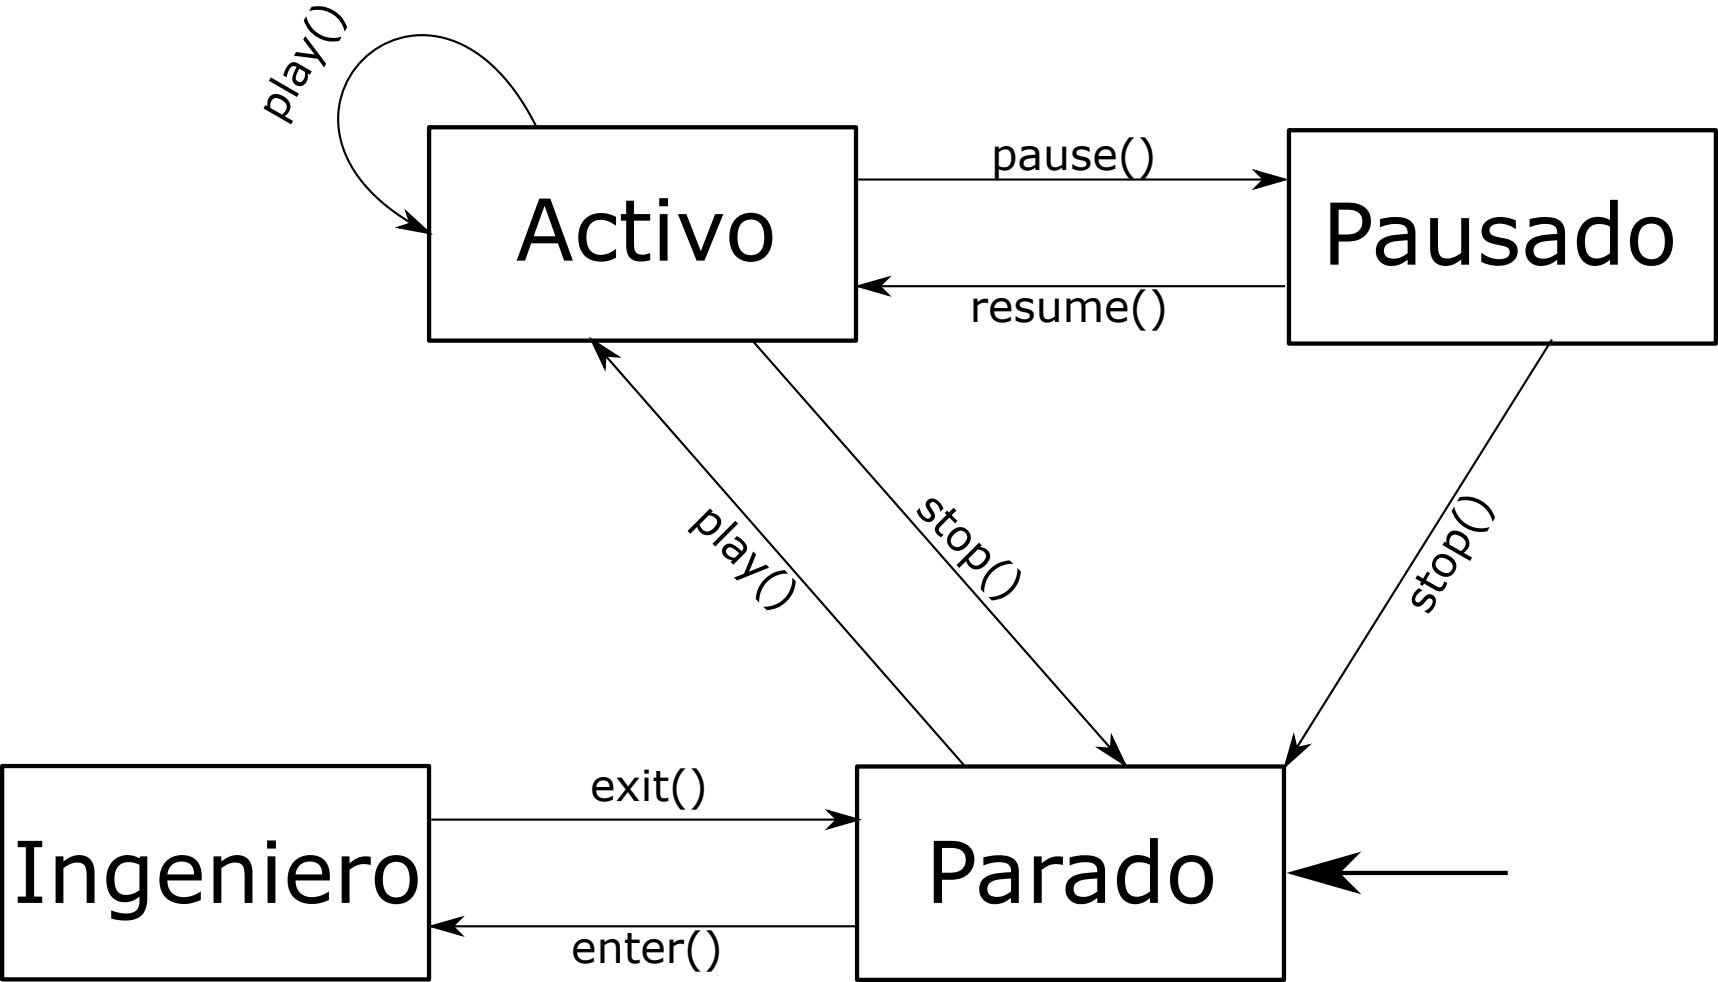 play()
pause()
Activo
Pausado
resume()
play()
stop()
stop()
exit()
Ingeniero
Parado
enter()